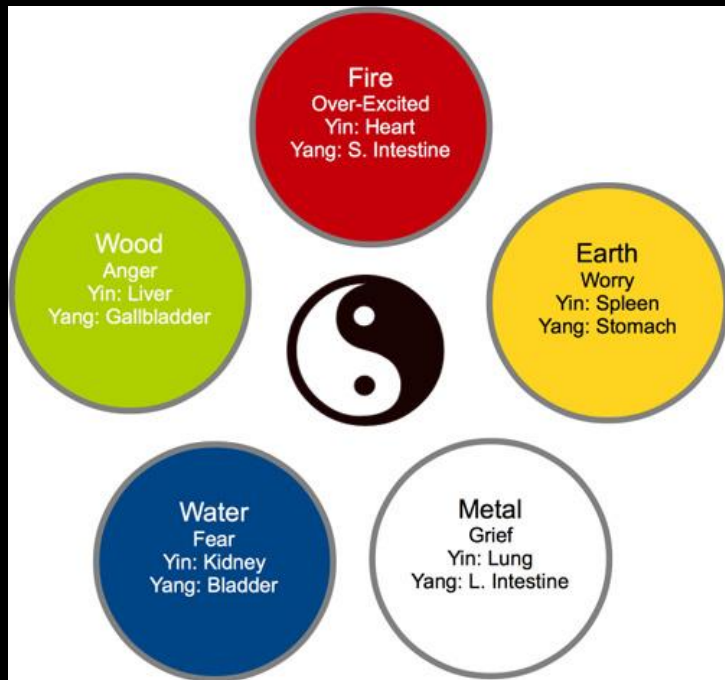 Fire
Over-Excited
Yin: Heart
Yang: S. Intestine
Wood
Anger
Yin: Liver
Yang: Gallbladder
Earth
Worry
Yin: Spleen
Yang: Stomach
Water
Fear
Yin: Kidney
Yang: Bladder
Metal
Grief
Yin: Lung
Yang: L. Intestine